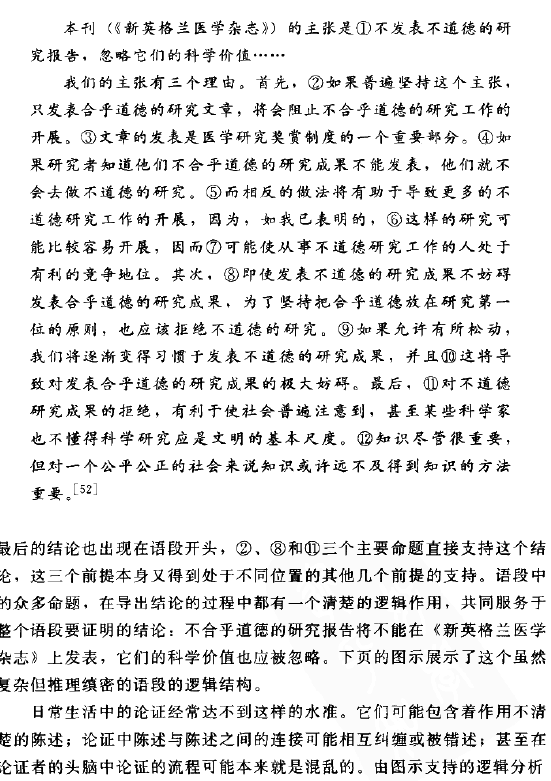 本刊(《新英格兰医学杂志》)的主张是①不发表不道德的研
究报告，忽略它们的科学价值……
我们的主张有三个理由。首先，②如果普遍坚持这个主张，
只发表合乎道德的研究文章，将会阻止不合乎道德的研究工作的
开展。③文章的发表是医学研究奖赏制度的一个重要部分。④如
果研究者知道他们不合乎道德的研究成果不能发表，他们就不
会去做不道德的研究。⑤而相反的做法将有助于导致更多的不
道德研究工作的开展，因为，如我已表明的，⑥这样的研究可
能比较容易开展，因而⑦可能使从事不道德研究工作的人处于
有利的竞争地位。其次，⑧即使发表不道德的研究成果不妨碍
发表合乎道德的研究成果，为了坚持把合乎道德放在研究第一
位的原则，也应该拒绝不道德的研究。⑨如果允许有所松动，
我们将逐渐变得习惯于发表不道德的研究成果，并且⑩这将导
致对发表合乎道德的研究成果的极大妨碍。最后，⑪对不道德
研究成果的拒绝，有利于使社会普遍注意到，甚至某些科学家
也不懂得科学研究应是文明的基本尺度。⑫知识尽管很重要，
但对一个公平公正的社会来说知识或许远不及得到知识的方法
重要。[52]
最后的结论也出现在语段开头，②、⑧和⑪三个主要命题直接支持这个结
论，这三个前提本身又得到处于不同位置的其他几个前提的支持。语段中
的众多命题，在导出结论的过程中都有一个清楚的逻辑作用，共同服务于
整个语段要证明的结论：不合乎道德的研究报告将不能在《新英格兰医学
杂志》上发表，它们的科学价值也应被忽略。下页的图示展示了这个虽然
复杂但推理缜密的语段的逻辑结构。
日常生活中的论证经常达不到这样的水准。它们可能包含着作用不清
楚的陈述；论证中陈述与陈述之间的连接可能相互纠缠或被错述；甚至在
论证者的头脑中论证的流程可能本来就是混乱的。由图示支持的逻辑分析